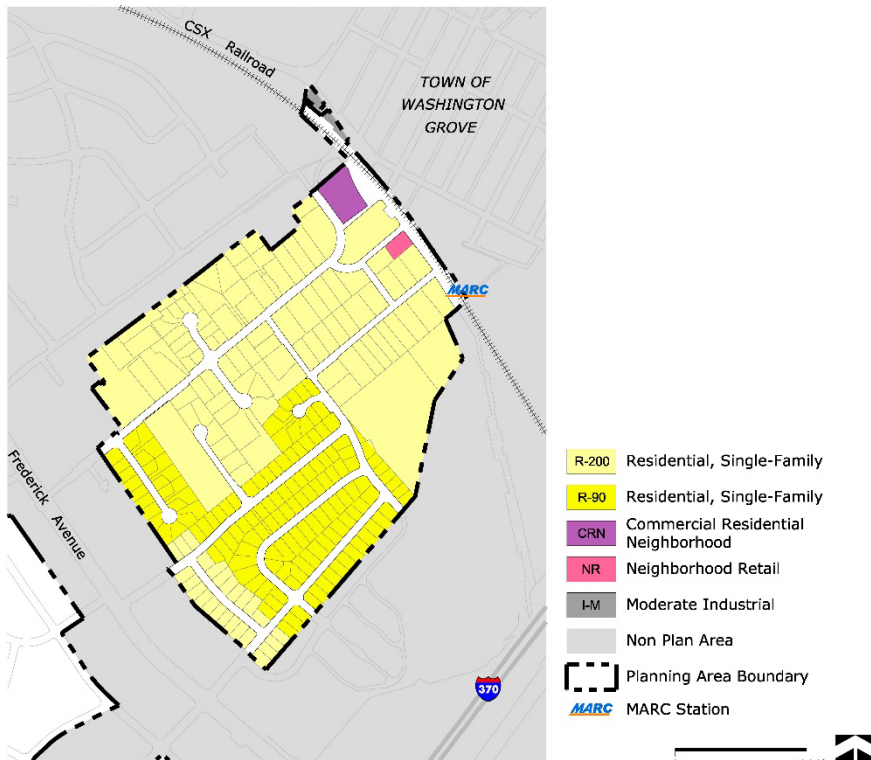 CSX Railroad
TOWN OF
WASHINGTON
GROVE
MARC
Frederick Avenue
370
R-200 Residential, Single-Family
R-90 Residential, Single-Family
CRN Commercial Residential
Neighborhood
NR Neighborhood Retail
I-M Moderate Industrial
Non Plan Area
Planning Area Boundary
MARC MARC Station